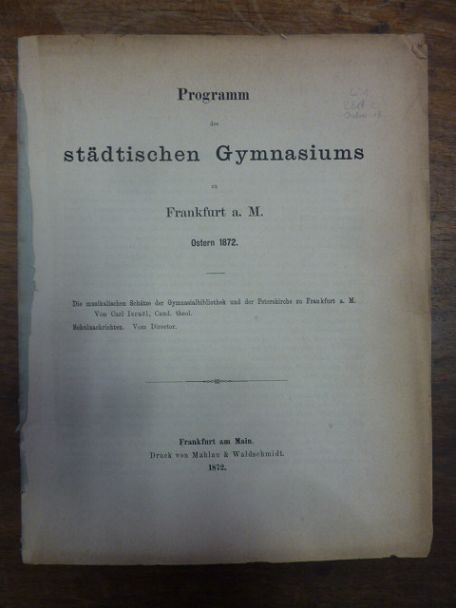 Programm
des
städtischen Gymnasiums
zu
Frankfurt a. M.
Ostern 1872.
Die musikalischen Schätze der Gymnasialbibliothek und der Peterskirche zu Frankfurt a. M.
Von Carl Israël, Cand. theol.
Schulnachrichten. Vom Director.
Frankfurt am Main.
Druck von Mahlau & Waldschmidt.
1872.